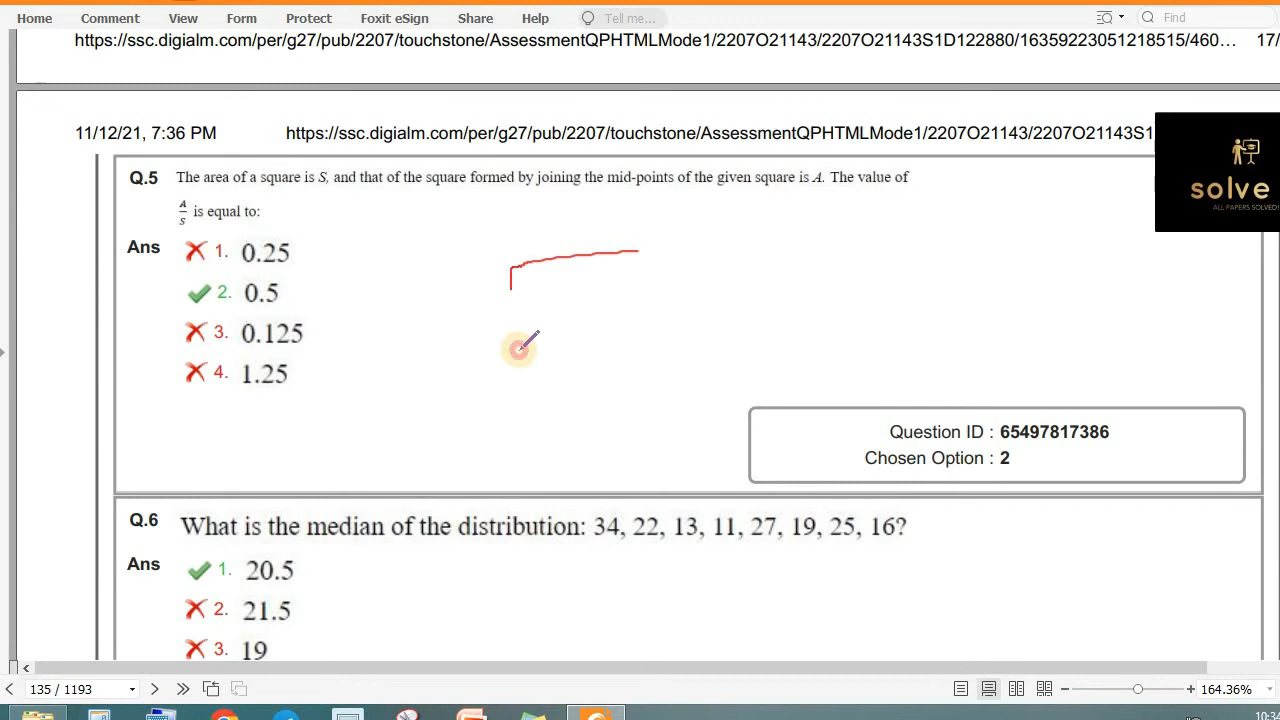 Home Comment View Form Protect Foxit eSign Share Help Tell me... Find
https://ssc.digialm.com/per/g27/pub/2207/touchstone/AssessmentQPHTMLMode1/2207O21143/2207O21143S1D122880/16359223051218515/460… 17/
11/12/21, 7:36 PM https://ssc.digialm.com/per/g27/pub/2207/touchstone/AssessmentQPHTMLMode1/2207O21143/2207O21143S1
solve
ALL PAPERS SOLVED!
Q.5 The area of a square is S, and that of the square formed by joining the mid-points of the given square is A. The value of
A/S is equal to:
Ans 1. 0.25
2. 0.5
3. 0.125
4. 1.25
Question ID : 65497817386
Chosen Option : 2
Q.6 What is the median of the distribution: 34, 22, 13, 11, 27, 19, 25, 16?
Ans 1. 20.5
2. 21.5
3. 19
135 / 1193 164.36%